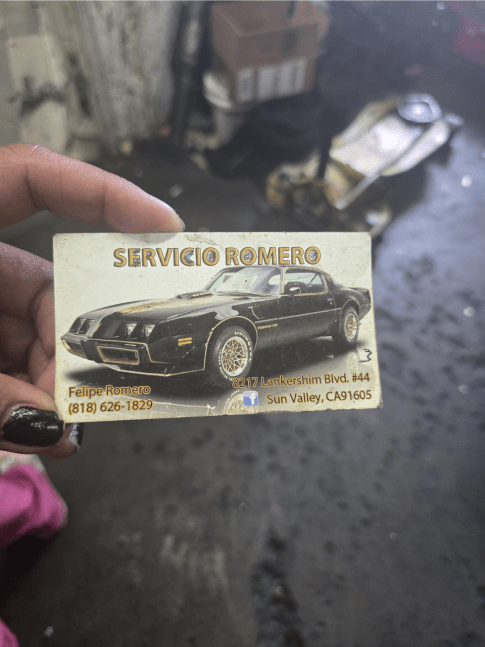 SERVICIO ROMERO
Felipe Romero
(818) 626-1829
8217 Lankershim Blvd. #44
Sun Valley, CA91605